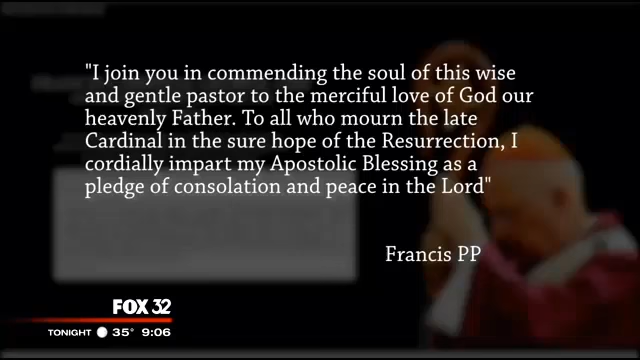 "I join you in commending the soul of this wise
and gentle pastor to the merciful love of God our
heavenly Father. To all who mourn the late
Cardinal in the sure hope of the Resurrection, I
cordially impart my Apostolic Blessing as a
pledge of consolation and peace in the Lord"
Francis PP
FOX 32
TONIGHT 35° 9:06